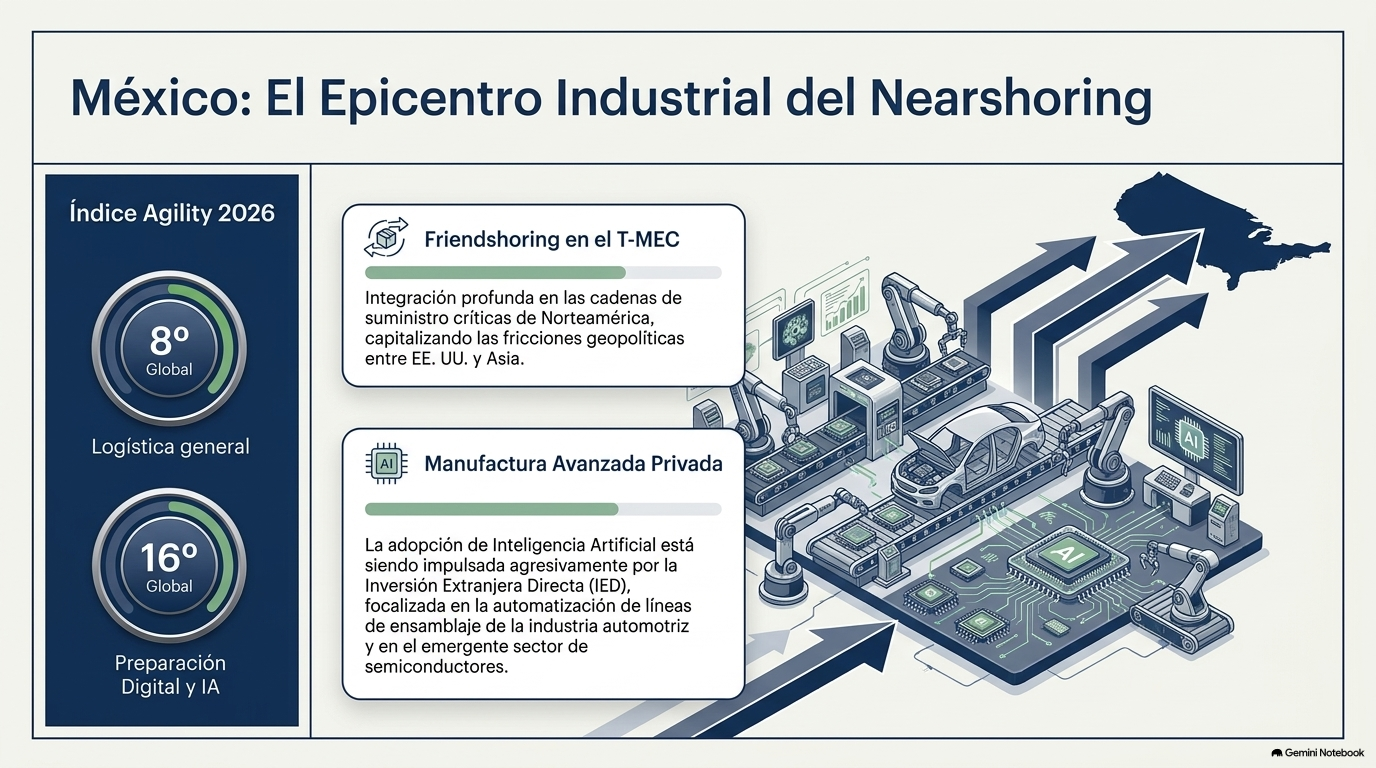 México: El Epicentro Industrial del Nearshoring
Índice Agility 2026
8º
Global
Logística general
16º
Global
Preparación
Digital y IA
Friendshoring en el T-MEC
Integración profunda en las cadenas de
suministro críticas de Norteamérica,
capitalizando las fricciones geopolíticas
entre EE. UU. y Asia.
AI
Manufactura Avanzada Privada
La adopción de Inteligencia Artificial está
siendo impulsada agresivamente por la
Inversión Extranjera Directa (IED),
focalizada en la automatización de líneas
de ensamblaje de la industria automotriz
y en el emergente sector de
semiconductores.
AI
AI
Gemini Notebook